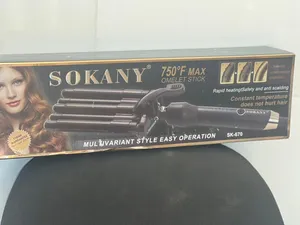 SOKANY
750°F MAX
OMELET STICK
Rapid heating/Safety and anti scalding
Constant temperature
does not hurt hair
MULTIVARIANT STYLE EASY OPERATION
SK-670